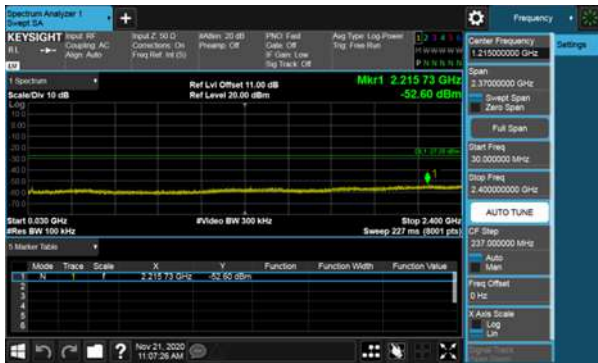 Spectrum Analyzer 1
Swept SA
+
Frequency
KEYSIGHT
Input: RF
Coupling: AC
Align: Auto
Input Z: 50 Ω
Corrections: On
Freq Ref: Int (S)
#Atten: 20 dB
Preamp: Off
PNO: Fast
Gate: Off
IF Gain: Low
Sig Track: Off
Avg Type: Log-Power
Trig: Free Run
1 2 3 4 5 6
M W W W W W
P N N N N N
RL
Center Frequency
1.215000000 GHz
Settings
Span
2.37000000 GHz
Swept Span
Zero Span
Full Span
Start Freq
30.000000 MHz
Stop Freq
2.400000000 GHz
AUTO TUNE
CF Step
237.000000 MHz
Auto
Man
Freq Offset
0 Hz
X Axis Scale
Log
Lin
Signal Track
1 Spectrum
Scale/Div 10 dB
Log
Ref Lvl Offset 11.00 dB
Ref Level 20.00 dBm
Mkr1 2.215 73 GHz
-52.60 dBm
10.0
0.00
-10.0
-20.0
-30.0
-40.0
-50.0
-60.0
-70.0
1
Start 0.030 GHz
#Res BW 100 kHz
#Video BW 300 kHz
Stop 2.400 GHz
Sweep 227 ms (8001 pts)
5 Marker Table
Mode Trace Scale X Y Function Function Width Function Value
1 N 1 f 2.215 73 GHz -52.60 dBm
2
3
4
5
6
?
Nov 21, 2020
11:07:26 AM